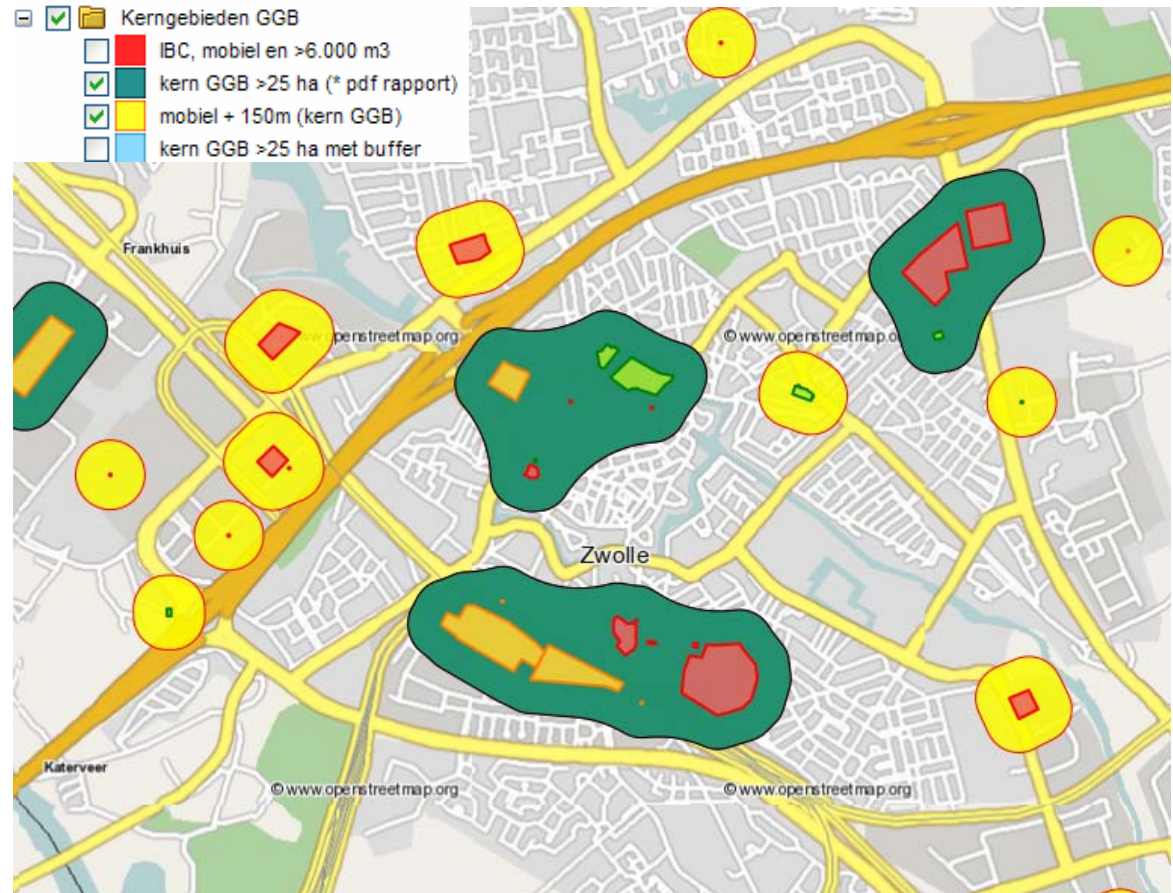 Kerngebieden GGB
IBC, mobiel en >6.000 m3
kern GGB >25 ha (* pdf rapport)
mobiel + 150m (kern GGB)
kern GGB >25 ha met buffer
Frankhuis
www.openstreetmap.org
© www.openstreetmap.o
Zwolle
Katerveer
© www.openstreetmap.org
© www.openstreetmap.org